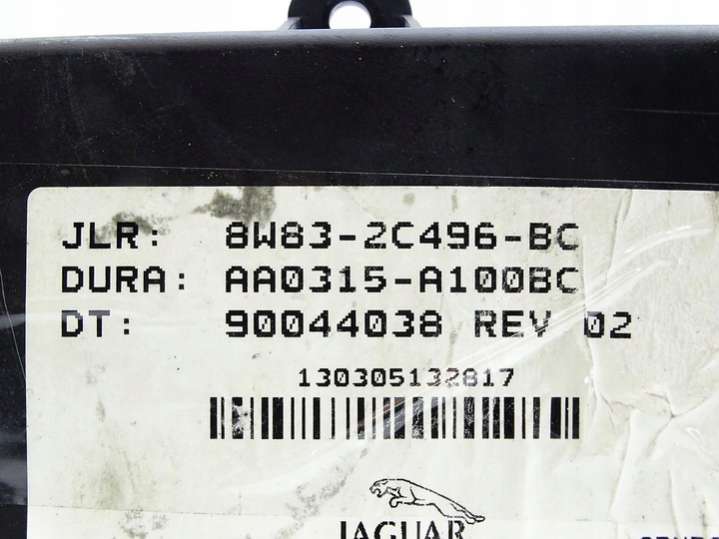 JLR: 8W83-2C496-BC
DURA: AA0315-A100BC
DT: 90044038 REV 02
130305132817
JAGUAR